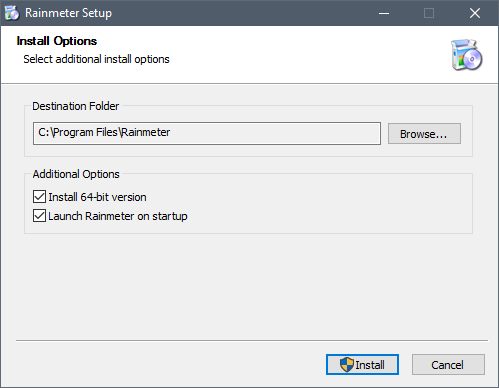 Rainmeter Setup
Install Options
Select additional install options
Destination Folder
C:\Program Files\Rainmeter
Browse...
Additional Options
Install 64-bit version
Launch Rainmeter on startup
Install
Cancel